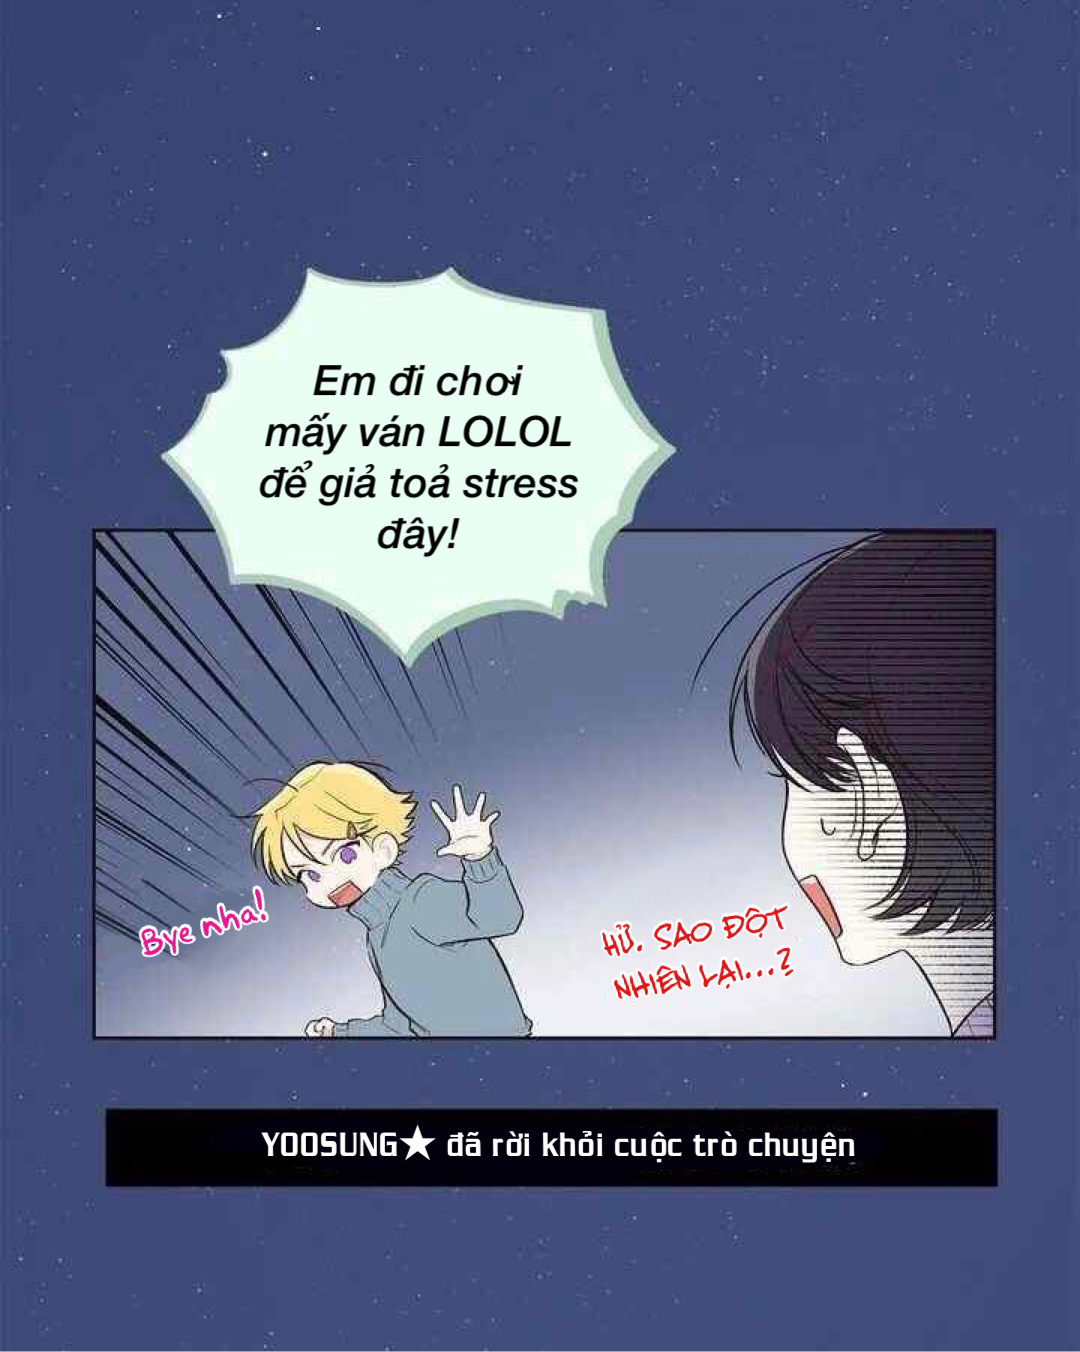 Em đi chơi
mấy ván LOLOL
để giả toả stress
đây!
Bye nha!
HỬ, SAO ĐỘT
NHIÊN LẠI...?
YOOSUNG★ đã rời khỏi cuộc trò chuyện